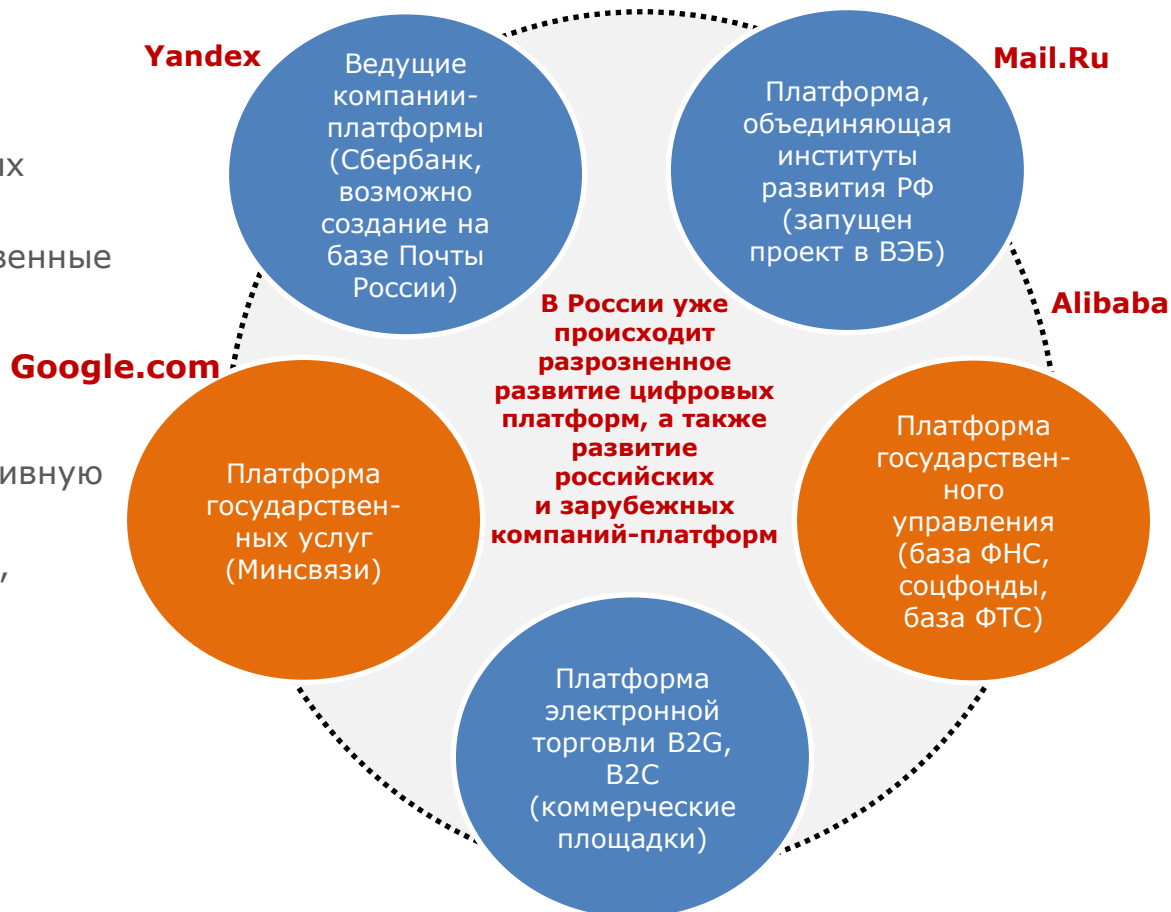 Yandex
Ведущие
компании-
платформы
(Сбербанк,
возможно
создание на
базе Почты
России)
Mail.Ru
Платформа,
объединяющая
институты
развития РФ
(запущен
проект в ВЭБ)
ых
венные
Alibaba
Google.com
В России уже
происходит
разрозненное
развитие цифровых
платформ, а также
развитие
российских
и зарубежных
компаний-платформ
ивную
,
Платформа
государствен-
ных услуг
(Минсвязи)
Платформа
государствен-
ного
управления
(база ФНС,
соцфонды,
база ФТС)
Платформа
электронной
торговли B2G,
B2C
(коммерческие
площадки)